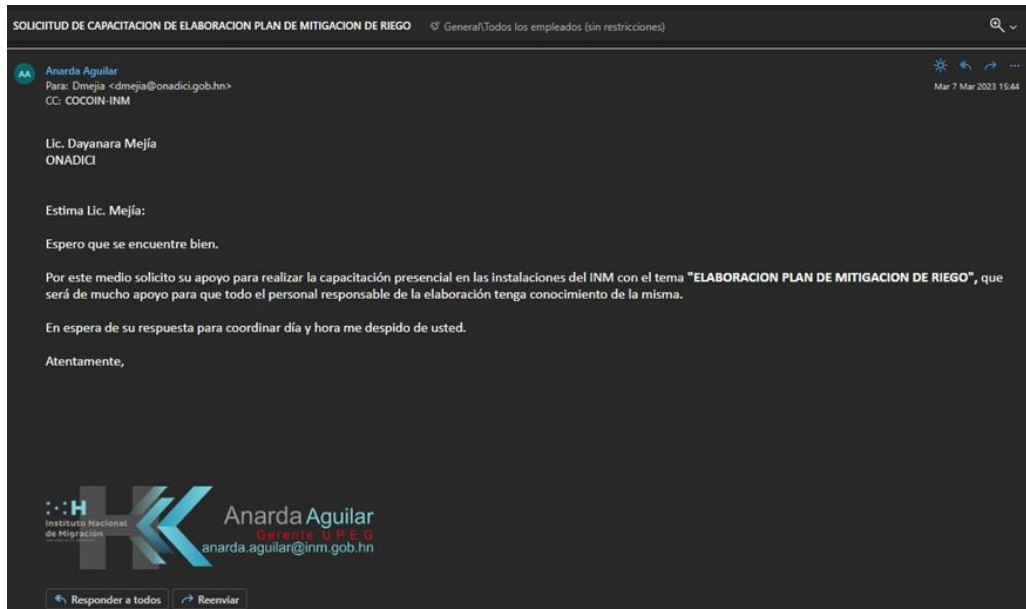 SOLICIITUD DE CAPACITACION DE ELABORACION PLAN DE MITIGACION DE RIEGO General\Todos los empleados (sin restricciones)
AA
Anarda Aguilar
Para: Dmejia <dmejia@onadici.gob.hn>
CC: COCOIN-INM
Mar 7 Mar 2023 15:44
Lic. Dayanara Mejía
ONADICI
Estima Lic. Mejía:
Espero que se encuentre bien.
Por este medio solicito su apoyo para realizar la capacitación presencial en las instalaciones del INM con el tema "ELABORACION PLAN DE MITIGACION DE RIEGO", que
será de mucho apoyo para que todo el personal responsable de la elaboración tenga conocimiento de la misma.
En espera de su respuesta para coordinar día y hora me despido de usted.
Atentamente,
H
Instituto Nacional
de Migración
Anarda Aguilar
Gerente UPEG
anarda.aguilar@inm.gob.hn
Responder a todos Reenviar